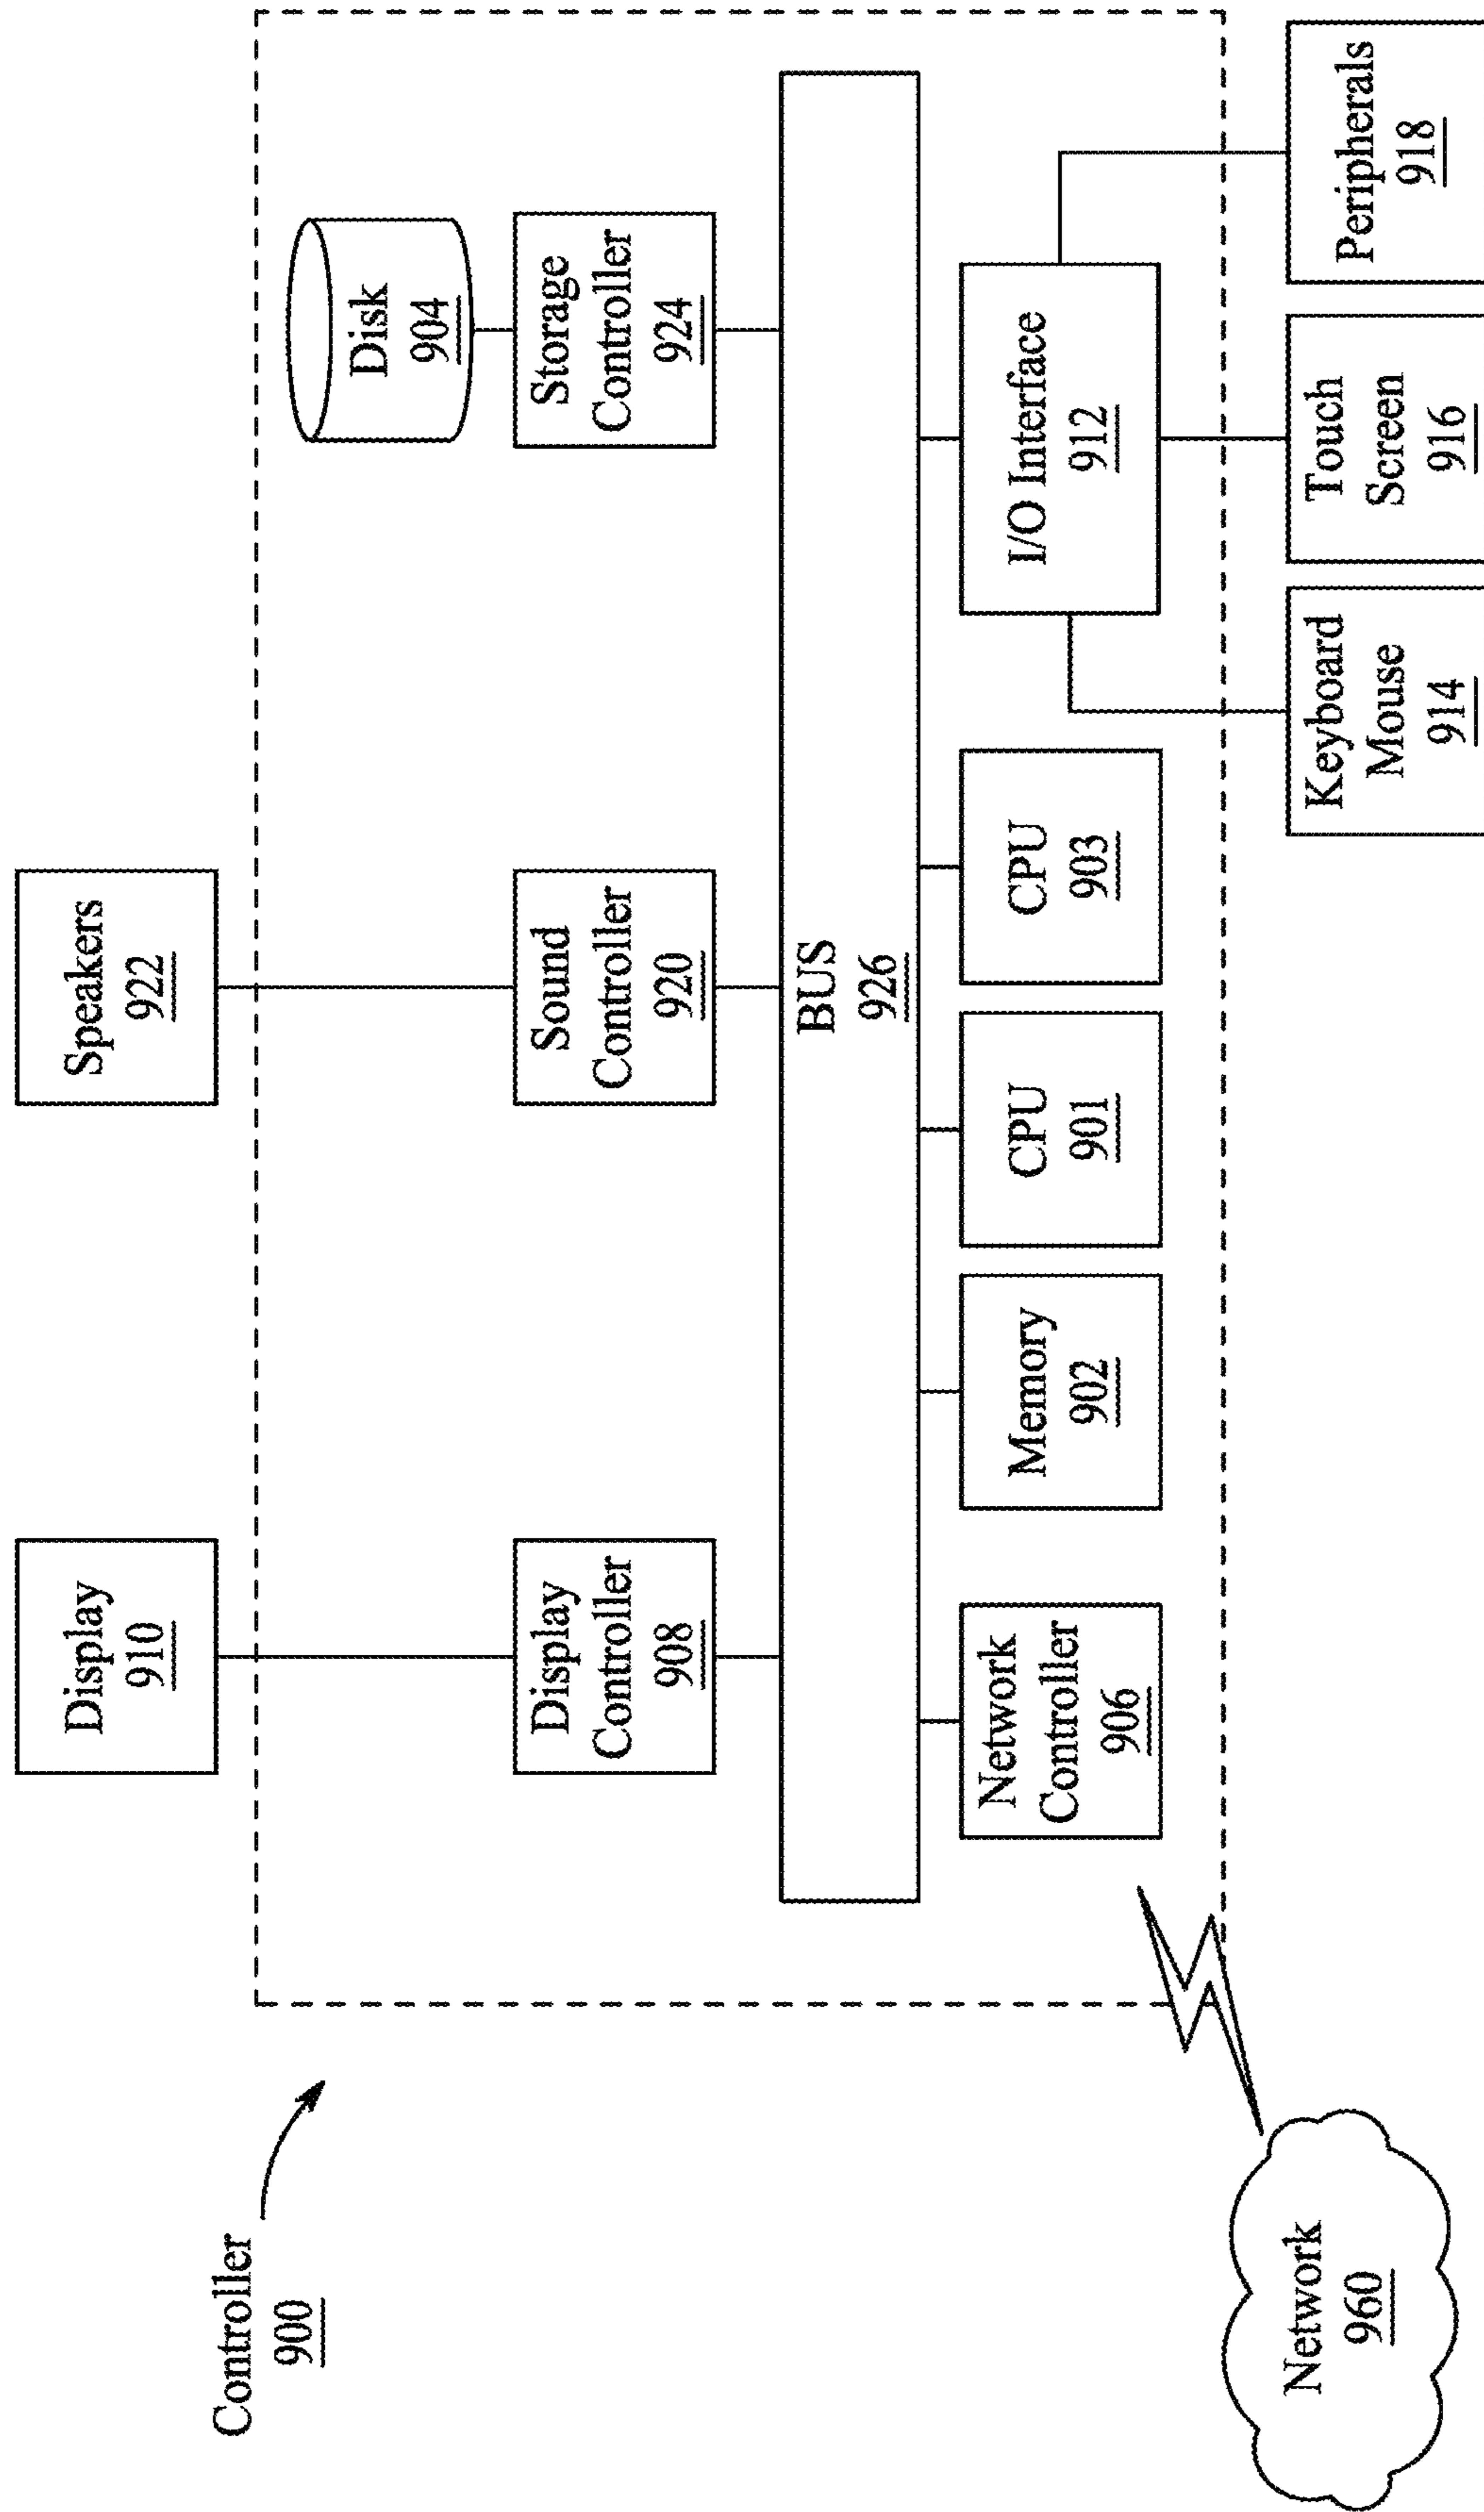 Controller
900
Display
910
Speakers
922
Disk
904
Display
Controller
908
Sound
Controller
920
Storage
Controller
924
BUS
926
Network
Controller
906
Memory
902
CPU
901
CPU
903
I/O Interface
912
Network
960
Keyboard
Mouse
914
Touch
Screen
916
Peripherals
918